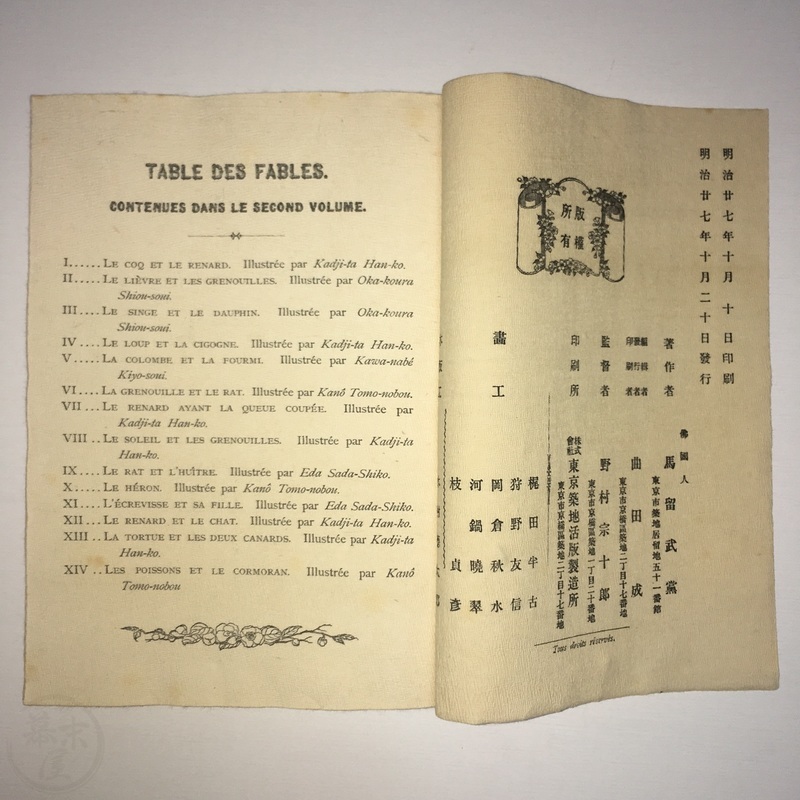 TABLE DES FABLES.
CONTENUES DANS LE SECOND VOLUME.
I.....LE COQ ET LE RENARD. Illustrée par Kadji-ta Han-ko.
II.....LE LIÈVRE ET LES GRENOUILLES. Illustrée par Oka-koura
Shiou-soui.
III....LE SINGE ET LE DAUPHIN. Illustrée par Oka-koura
Shiou-soui.
IV....LE LOUP ET LA CIGOGNE. Illustrée par Kadji-ta Han-ko.
V.....LA COLOMBE ET LA FOURMI. Illustrée par Kawa-nabé
Kiyo-soui.
VI....LA GRENOUILLE ET LE RAT. Illustrée par Kanô Tomo-nobou.
VII...LE RENARD AYANT LA QUEUE COUPÉE. Illustrée par
Kadji-ta Han-ko.
VIII..LE SOLEIL ET LES GRENOUILLES. Illustrée par Kadji-ta
Han-ko.
IX....LE RAT ET L'HUÎTRE. Illustrée par Eda Sada-Shiko.
X.....LE HÉRON. Illustrée par Kanô Tomo-nobou.
XI....L'ÉCREVISSE ET SA FILLE. Illustrée par Eda Sada-Shiko.
XII...LE RENARD ET LE CHAT. Illustrée par Kadji-ta Han-ko.
XIII..LA TORTUE ET LES DEUX CANARDS. Illustrée par Kadji-ta
Han-ko.
XIV..LES POISSONS ET LE CORMORAN. Illustrée par Kanô
Tomo-nobou
明治廿七年十月十日印刷
明治廿七年十月二十日發行
版權
所有
著作者 佛國人 馬留武黨
東京市築地居留地五十一番館
編輯者
發行者
印刷者
曲田成
東京市京橋區築地二丁目十七番地
監督者 野村宗十郎
東京市京橋區築地一丁目二十番地
印刷所 株式會社 東京築地活版製造所
東京市京橋區築地二丁目十七番地
畫工 梶田半古
狩野友信
岡倉秋水
河鍋曉翠
枝貞彦
Tous droits réservés.
幕末屋